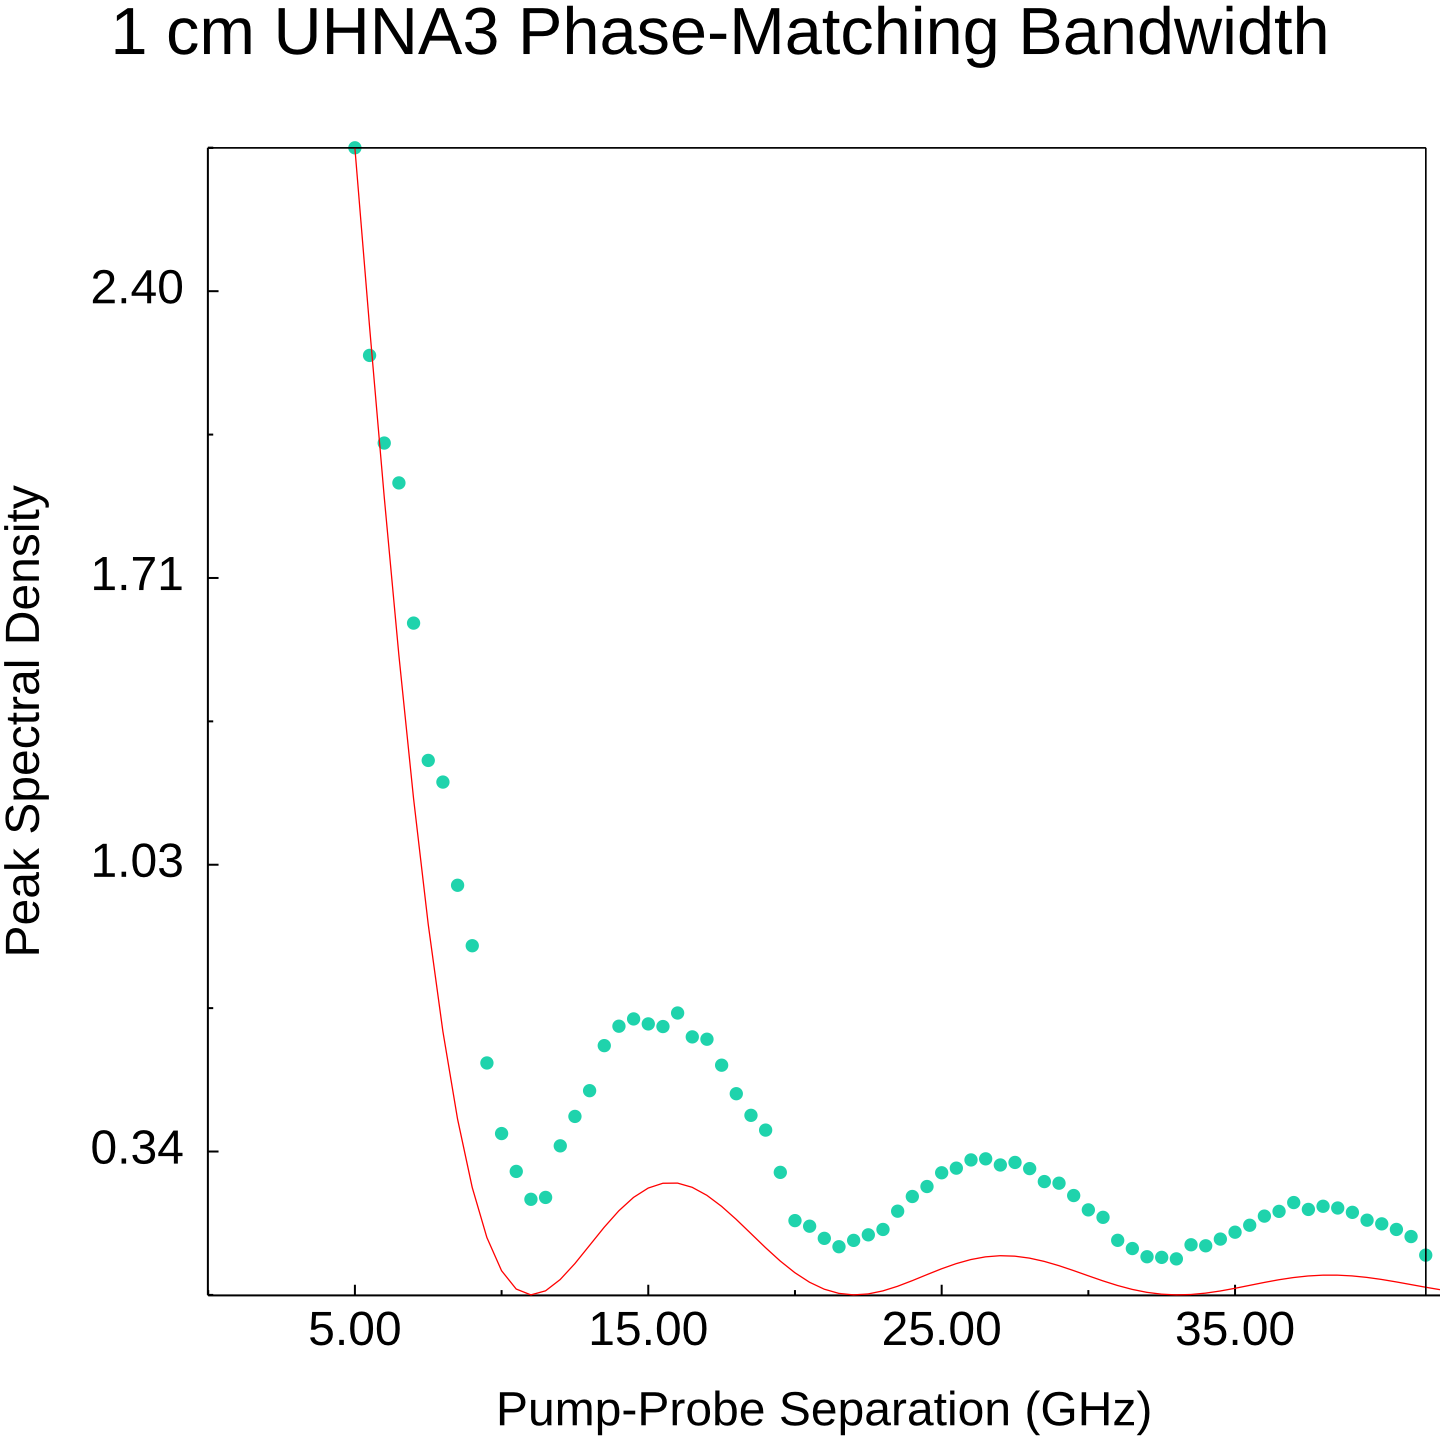 1 cm UHNA3 Phase-Matching Bandwidth
2.40
1.71
1.03
0.34
Peak Spectral Density
5.00 15.00 25.00 35.00
Pump-Probe Separation (GHz)